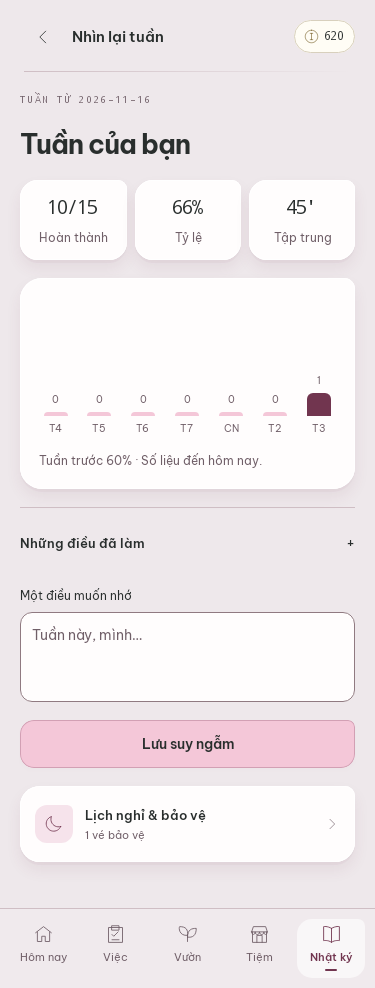 Nhìn lại tuần
620
TUẦN TỪ 2026-11-16
Tuần của bạn
10/15
66%
45'
Hoàn thành
Tỷ lệ
Tập trung
0
0
0
0
0
0
1
T4
T5
T6
T7
CN
T2
T3
Tuần trước 60% · Số liệu đến hôm nay.
Những điều đã làm
+
Một điều muốn nhớ
Tuần này, mình...
Lưu suy ngẫm
Lịch nghỉ & bảo vệ
1 vé bảo vệ
Hôm nay
Việc
Vườn
Tiệm
Nhật ký